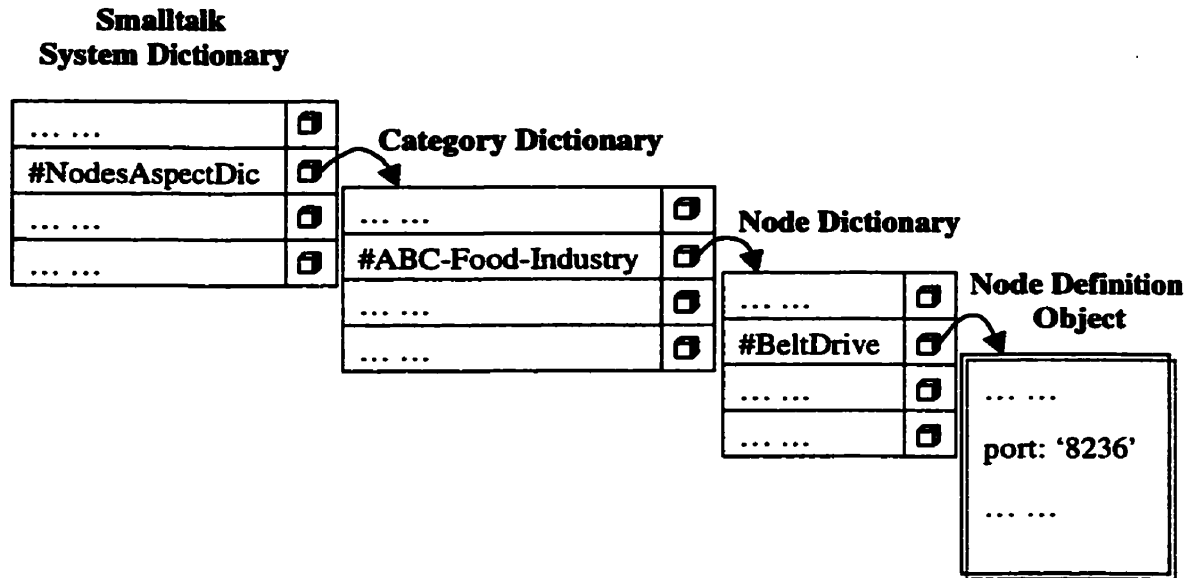 Smalltalk
System Dictionary
... ...
#NodesAspectDic
... ...
... ...
Category Dictionary
... ...
#ABC-Food-Industry
... ...
... ...
Node Dictionary
... ...
#BeltDrive
... ...
... ...
Node Definition
Object
... ...
port: ‘8236’
... ...